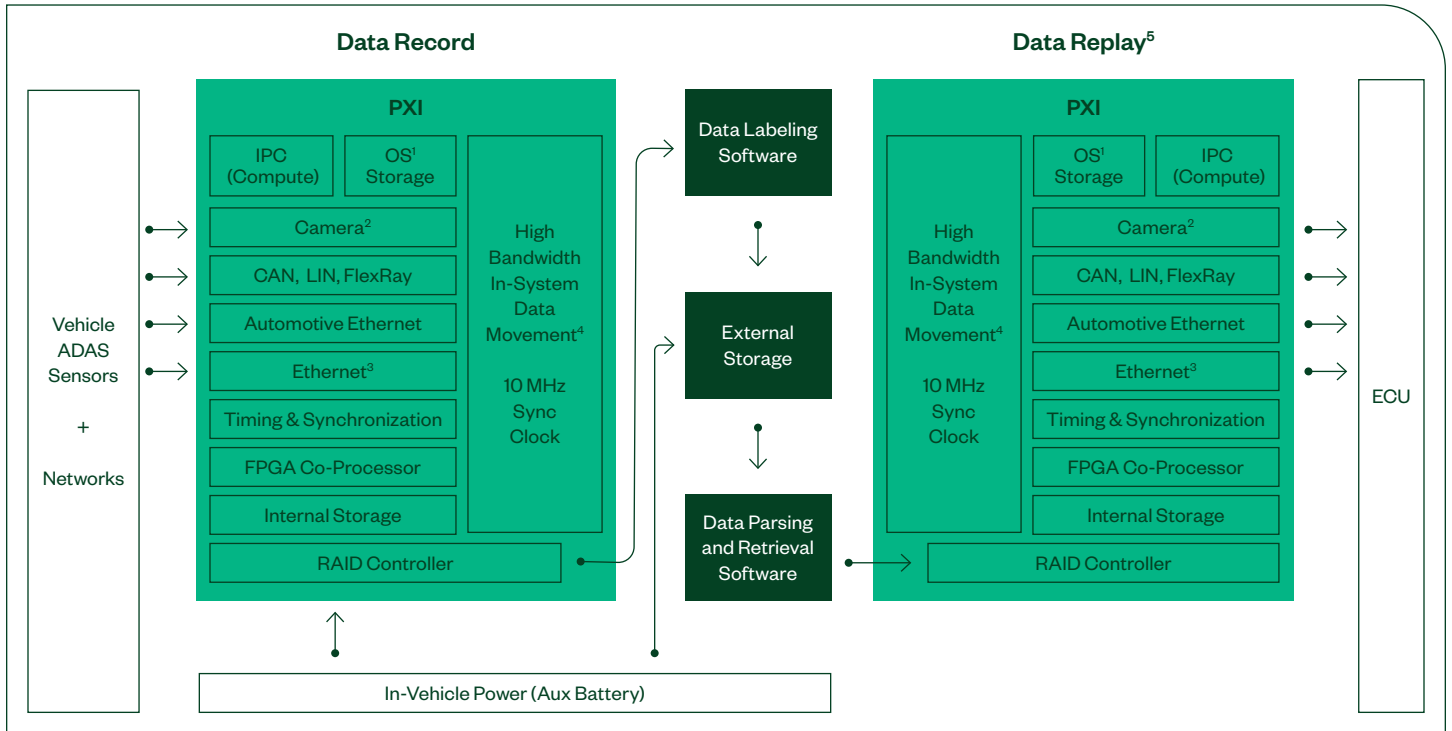 Data Record
Data Replay⁵
Vehicle
ADAS
Sensors
+
Networks
PXI
IPC
(Compute)
OS¹
Storage
Camera²
CAN, LIN, FlexRay
Automotive Ethernet
Ethernet³
Timing & Synchronization
FPGA Co-Processor
Internal Storage
RAID Controller
High
Bandwidth
In-System
Data
Movement⁴
10 MHz
Sync
Clock
Data Labeling
Software
External
Storage
Data Parsing
and Retrieval
Software
PXI
High
Bandwidth
In-System
Data
Movement⁴
10 MHz
Sync
Clock
OS¹
Storage
IPC
(Compute)
Camera²
CAN, LIN, FlexRay
Automotive Ethernet
Ethernet³
Timing & Synchronization
FPGA Co-Processor
Internal Storage
RAID Controller
ECU
In-Vehicle Power (Aux Battery)